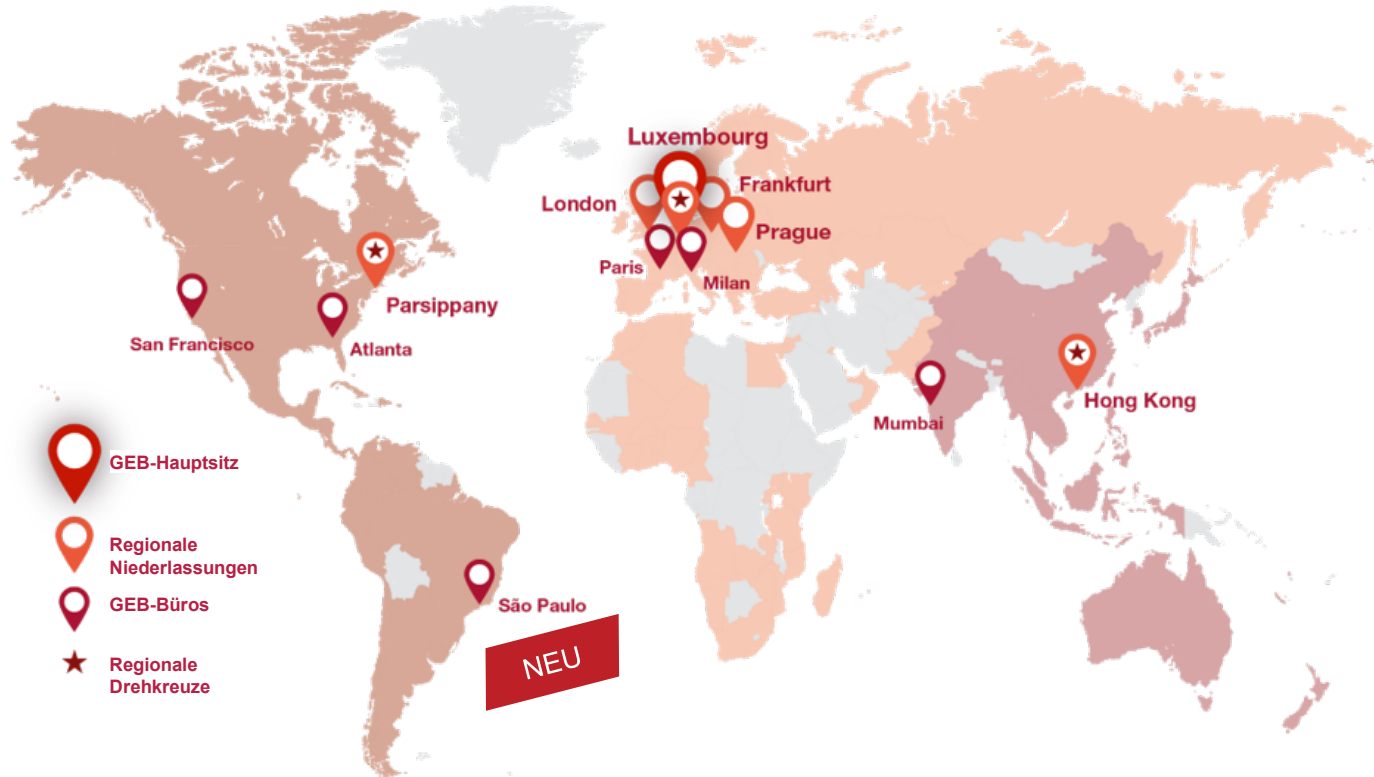 Luxembourg
Frankfurt
London
Prague
Paris
Milan
Parsippany
San Francisco
Atlanta
Hong Kong
Mumbai
GEB-Hauptsitz
Regionale
Niederlassungen
GEB-Büros
São Paulo
Regionale
Drehkreuze
NEU